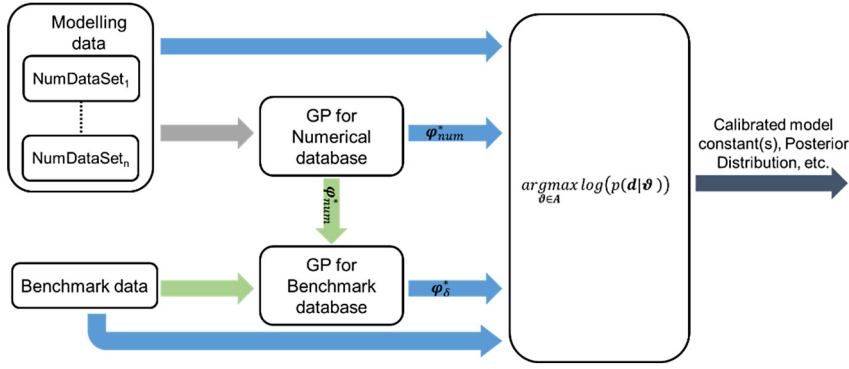 Modelling
data
NumDataSet₁
NumDataSetₙ
GP for
Numerical
database
φ*ₙᵤₘ
φ*ₙᵤₘ
Benchmark data
GP for
Benchmark
database
φ*_δ
argmax log(p(d|ϑ))
ϑ∈A
Calibrated model
constant(s), Posterior
Distribution, etc.